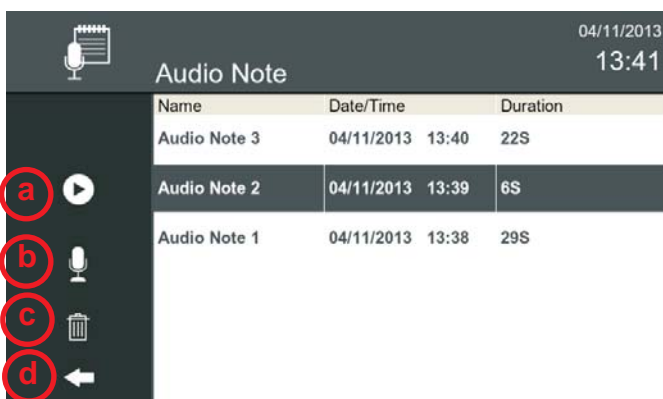 04/11/2013
13:41
Audio Note
Name Date/Time Duration
Audio Note 3 04/11/2013 13:40 22S
a
Audio Note 2 04/11/2013 13:39 6S
b
Audio Note 1 04/11/2013 13:38 29S
c
d